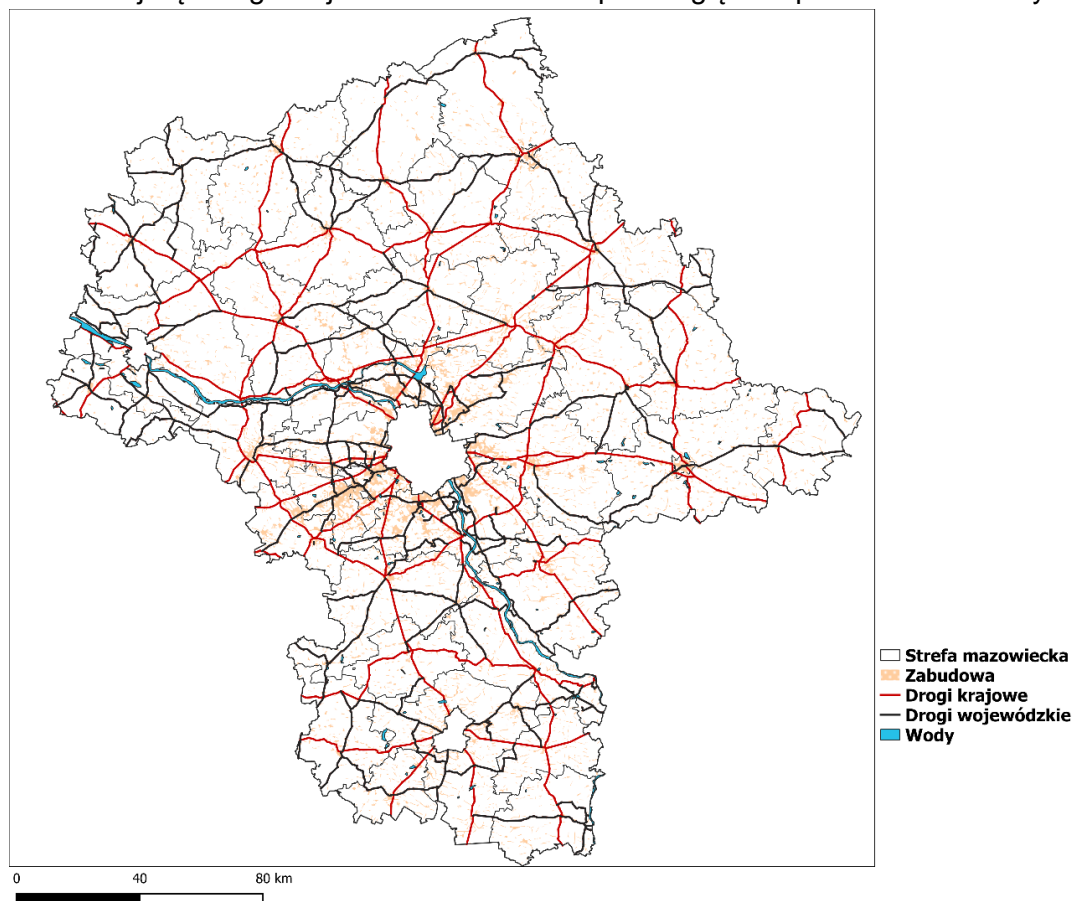 0 40 80 km
Strefa mazowiecka
Zabudowa
Drogi krajowe
Drogi wojewódzkie
Wody